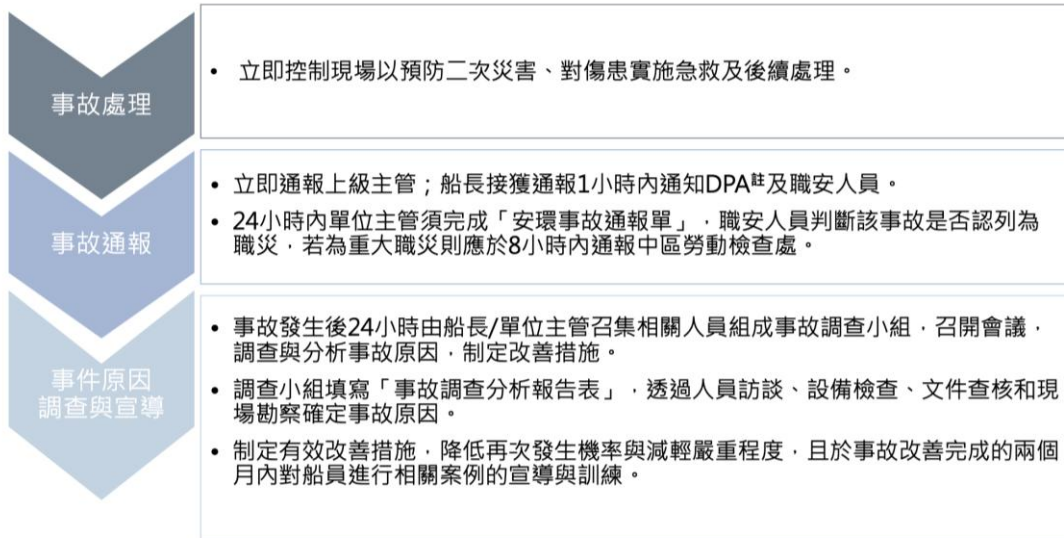 事故處理
• 立即控制現場以預防二次災害、對傷患實施急救及後續處理。
事故通報
• 立即通報上級主管；船長接獲通報1小時內通知DPA註及職安人員。
• 24小時內單位主管須完成「安環事故通報單」，職安人員判斷該事故是否認列為
職災，若為重大職災則應於8小時內通報中區勞動檢查處。
事件原因
調查與宣導
• 事故發生後24小時由船長/單位主管召集相關人員組成事故調查小組，召開會議，
調查與分析事故原因，制定改善措施。
• 調查小組填寫「事故調查分析報告表」，透過人員訪談、設備檢查、文件查核和現
場勘察確定事故原因。
• 制定有效改善措施，降低再次發生機率與減輕嚴重程度，且於事故改善完成的兩個
月內對船員進行相關案例的宣導與訓練。